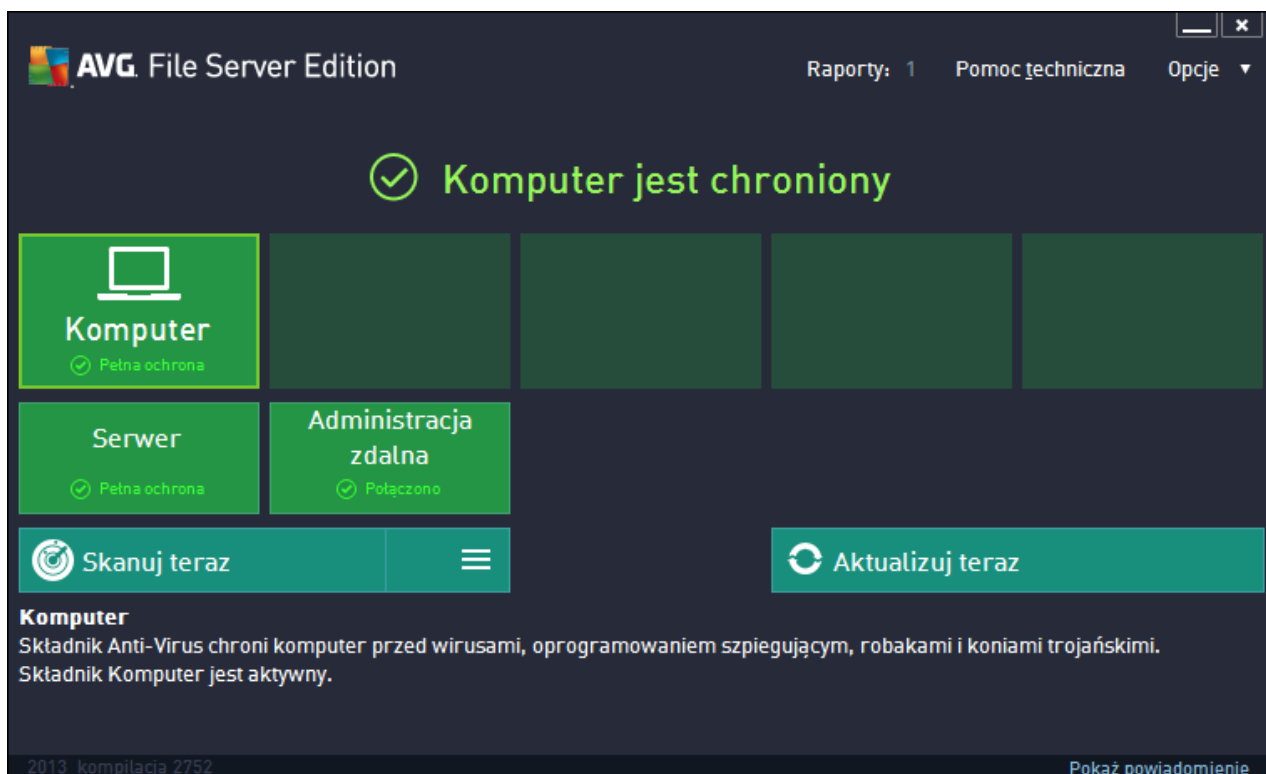 AVG. File Server Edition
Raporty: 1 Pomoc techniczna Opcje
Komputer jest chroniony
Komputer
Pełna ochrona
Serwer
Pełna ochrona
Administracja
zdalna
Połączono
Skanuj teraz
Aktualizuj teraz
Komputer
Składnik Anti-Virus chroni komputer przed wirusami, oprogramowaniem szpiegującym, robakami i koniami trojańskimi.
Składnik Komputer jest aktywny.
2013 kompilacja 2752
Pokaż powiadomienie